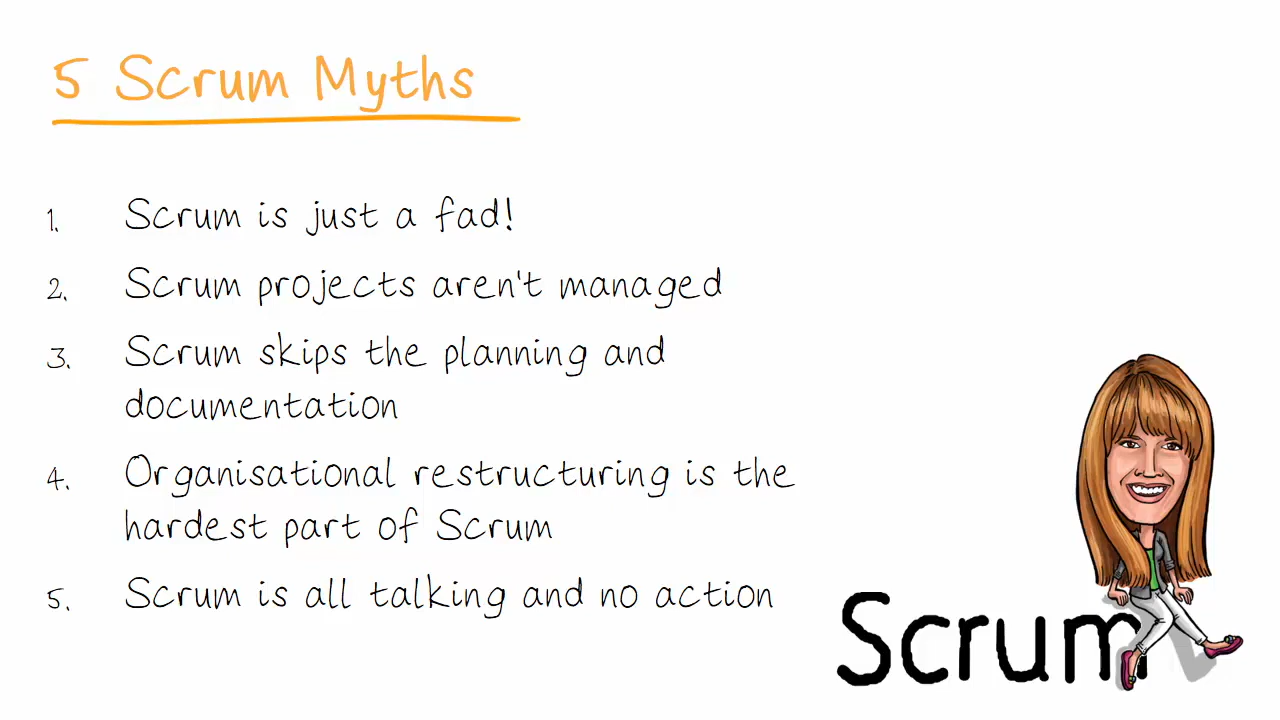 5 Scrum Myths
1. Scrum is just a fad!
2. Scrum projects aren't managed
3. Scrum skips the planning and
documentation
4. Organisational restructuring is the
hardest part of Scrum
5. Scrum is all talking and no action
Scrum